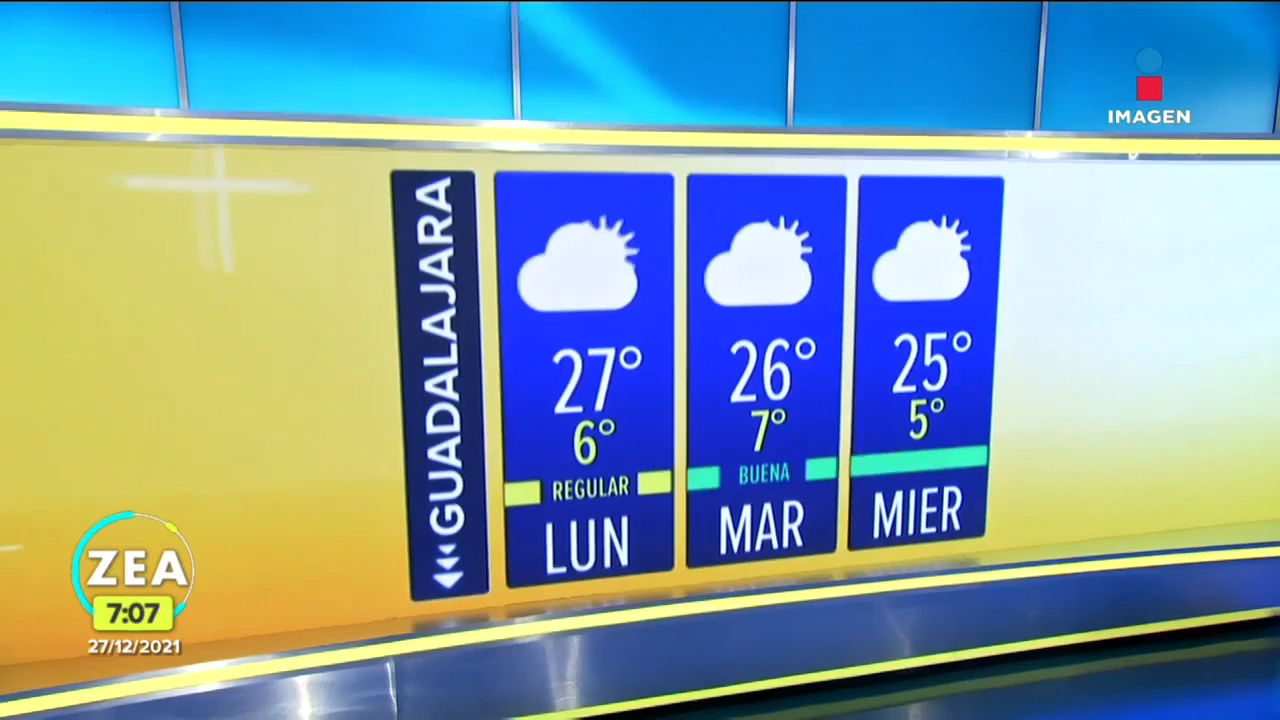 IMAGEN
GUADALAJARA
27°
6°
REGULAR
LUN
26°
7°
BUENA
MAR
25°
5°
MIER
ZEA
7:07
27/12/2021